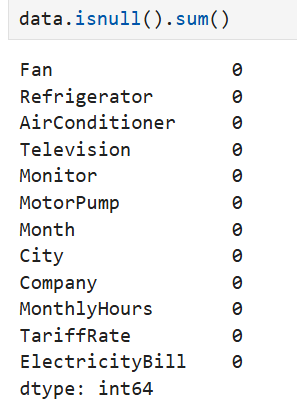 data.isnull().sum()
Fan 0
Refrigerator 0
AirConditioner 0
Television 0
Monitor 0
MotorPump 0
Month 0
City 0
Company 0
MonthlyHours 0
TariffRate 0
ElectricityBill 0
dtype: int64